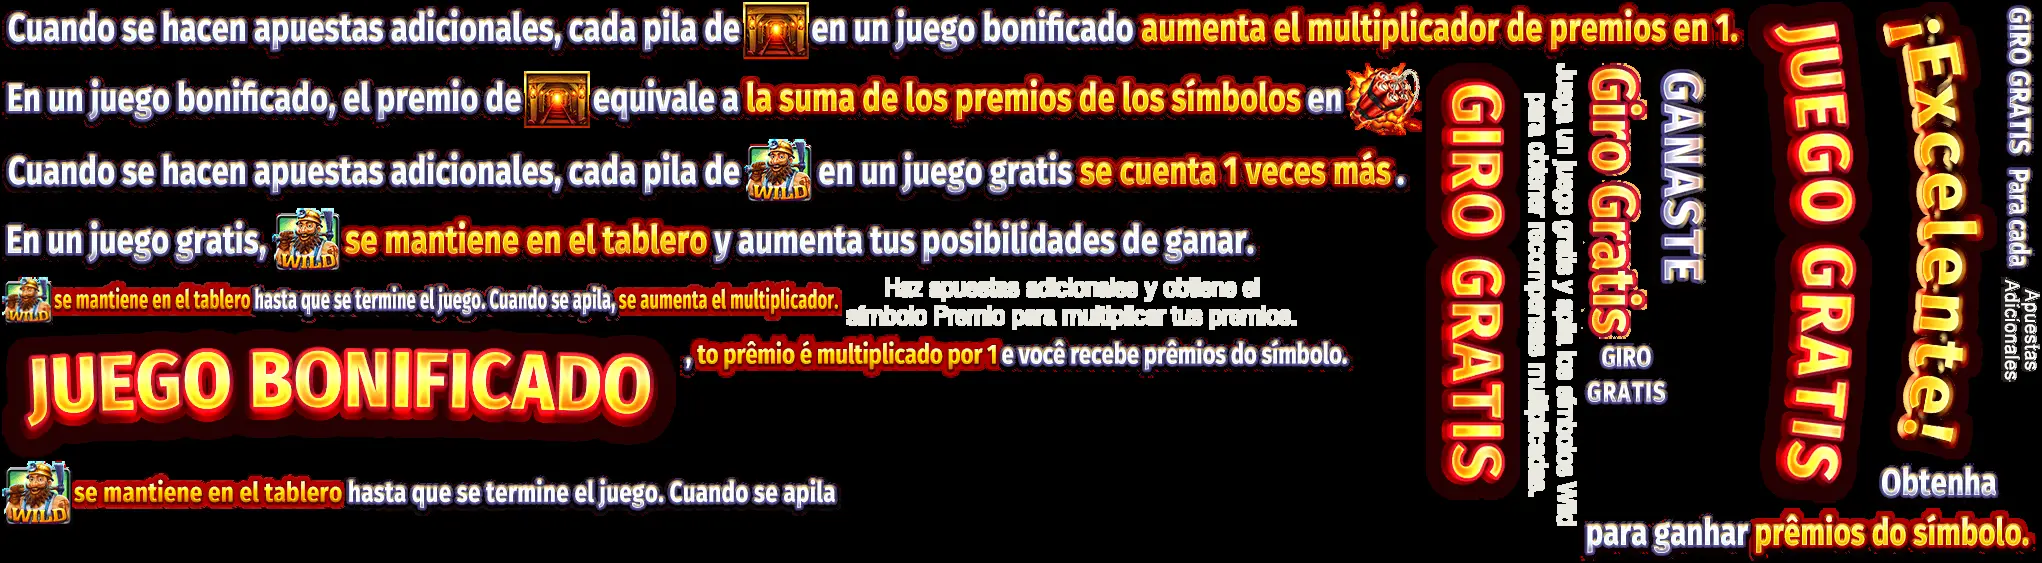 Cuando se hacen apuestas adicionales, cada pila de en un juego bonificado aumenta el multiplicador de premios en 1.
En un juego bonificado, el premio de equivale a la suma de los premios de los símbolos en
Cuando se hacen apuestas adicionales, cada pila de WILD en un juego gratis se cuenta 1 veces más.
En un juego gratis, WILD se mantiene en el tablero y aumenta tus posibilidades de ganar.
WILD se mantiene en el tablero hasta que se termine el juego. Cuando se apila, se aumenta el multiplicador.
Haz apuestas adicionales y obtiene el
símbolo Premio para multiplicar tus premios.
JUEGO BONIFICADO
, to prêmio é multiplicado por 1 e você recebe prêmios do símbolo.
WILD se mantiene en el tablero hasta que se termine el juego. Cuando se apila
GIRO GRATIS
Juega un juego gratis y apila los símbolos Wild
para obtener recompensas multiplicadas.
Giro Gratis
GANASTE
GIRO
GRATIS
JUEGO GRATIS
¡Excelente!
GIRO GRATIS Para cada
Apuestas
Adicionales
Obtenha
para ganhar prêmios do símbolo.